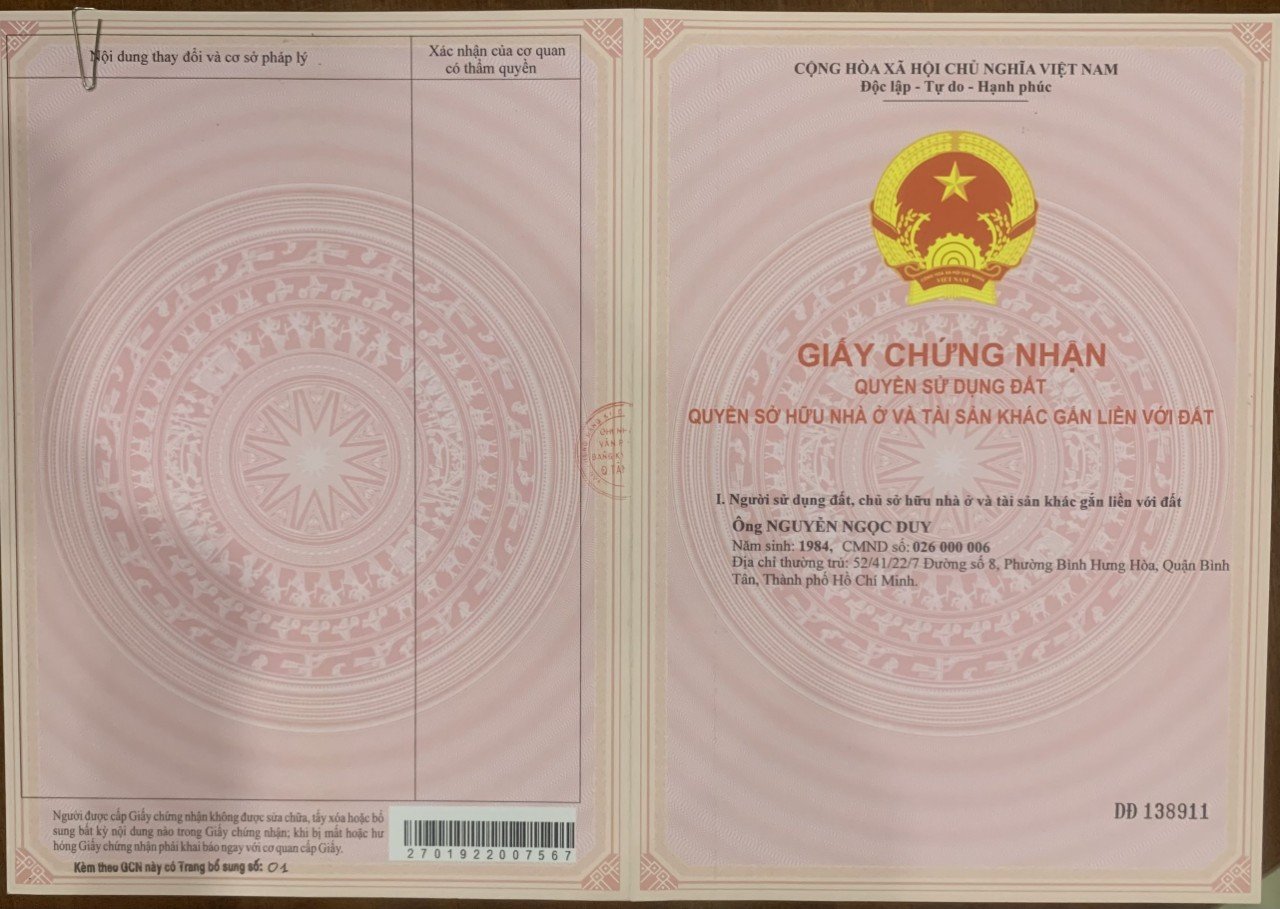 Nội dung thay đổi và cơ sở pháp lý
Xác nhận của cơ quan
có thẩm quyền
Người được cấp Giấy chứng nhận không được sửa chữa, tẩy xóa hoặc bổ
sung bất kỳ nội dung nào trong Giấy chứng nhận; khi bị mất hoặc hư
hỏng Giấy chứng nhận phải khai báo ngay với cơ quan cấp Giấy.
Kèm theo GCN này có Trang bổ sung số: 01
2701922007567
CỘNG HÒA XÃ HỘI CHỦ NGHĨA VIỆT NAM
Độc lập - Tự do - Hạnh phúc
VIỆT NAM
GIẤY CHỨNG NHẬN
QUYỀN SỬ DỤNG ĐẤT
QUYỀN SỞ HỮU NHÀ Ở VÀ TÀI SẢN KHÁC GẮN LIỀN VỚI ĐẤT
I. Người sử dụng đất, chủ sở hữu nhà ở và tài sản khác gắn liền với đất
Ông NGUYỄN NGỌC DUY
Năm sinh: 1984, CMND số: 026 000 006
Địa chỉ thường trú: 52/41/22/7 Đường số 8, Phường Bình Hưng Hòa, Quận Bình
Tân, Thành phố Hồ Chí Minh.
DĐ 138911